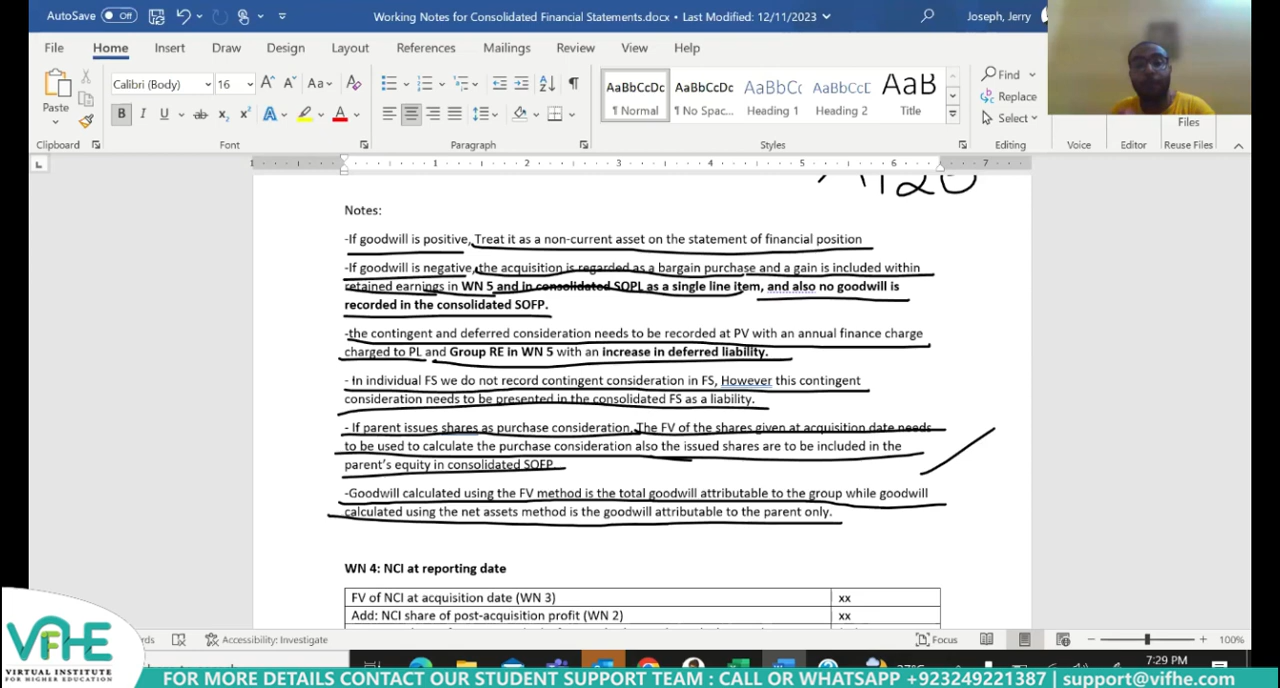 AutoSave Off Working Notes for Consolidated Financial Statements.docx • Last Modified: 12/11/2023 Joseph, Jerry
File Home Insert Draw Design Layout References Mailings Review View Help
Calibri (Body) 16 AaBbCcDc AaBbCcDc AaBbCc AaBbCcC AaB Find
Paste Replace
B I U ab ¶ Normal ¶ No Spac... Heading 1 Heading 2 Title Select Files
Clipboard Font Paragraph Styles Editing Voice Editor Reuse Files
1 1 2 3 4 5 6 7
Notes:
-If goodwill is positive, Treat it as a non-current asset on the statement of financial position
-If goodwill is negative, the acquisition is regarded as a bargain purchase and a gain is included within
retained earnings in WN 5 and in consolidated SOPL as a single line item, and also no goodwill is
recorded in the consolidated SOFP.
-the contingent and deferred consideration needs to be recorded at PV with an annual finance charge
charged to PL and Group RE in WN 5 with an increase in deferred liability.
- In individual FS we do not record contingent consideration in FS, However this contingent
consideration needs to be presented in the consolidated FS as a liability.
- If parent issues shares as purchase consideration, The FV of the shares given at acquisition date needs
to be used to calculate the purchase consideration also the issued shares are to be included in the
parent's equity in consolidated SOFP
-Goodwill calculated using the FV method is the total goodwill attributable to the group while goodwill
calculated using the net assets method is the goodwill attributable to the parent only.
WN 4: NCI at reporting date
FV of NCI at acquisition date (WN 3) xx
Add: NCI share of post-acquisition profit (WN 2) xx
Accessibility: Investigate Focus 100%
7:29 PM
VFHE
VIRTUAL INSTITUTE
FOR HIGHER EDUCATION
FOR MORE DETAILS CONTACT OUR STUDENT SUPPORT TEAM : CALL OR WHATSAPP +923249221387 | support@vifhe.com